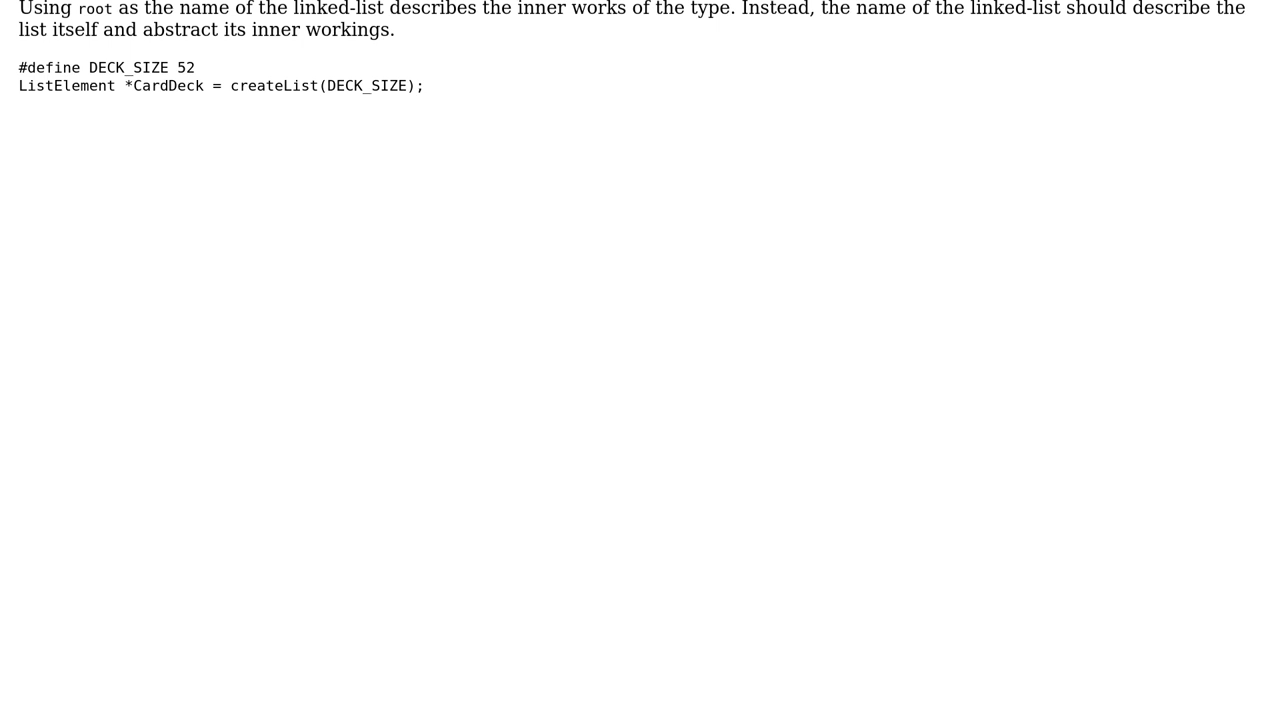 Using root as the name of the linked-list describes the inner works of the type. Instead, the name of the linked-list should describe the
list itself and abstract its inner workings.
#define DECK_SIZE 52
ListElement *CardDeck = createList(DECK_SIZE);